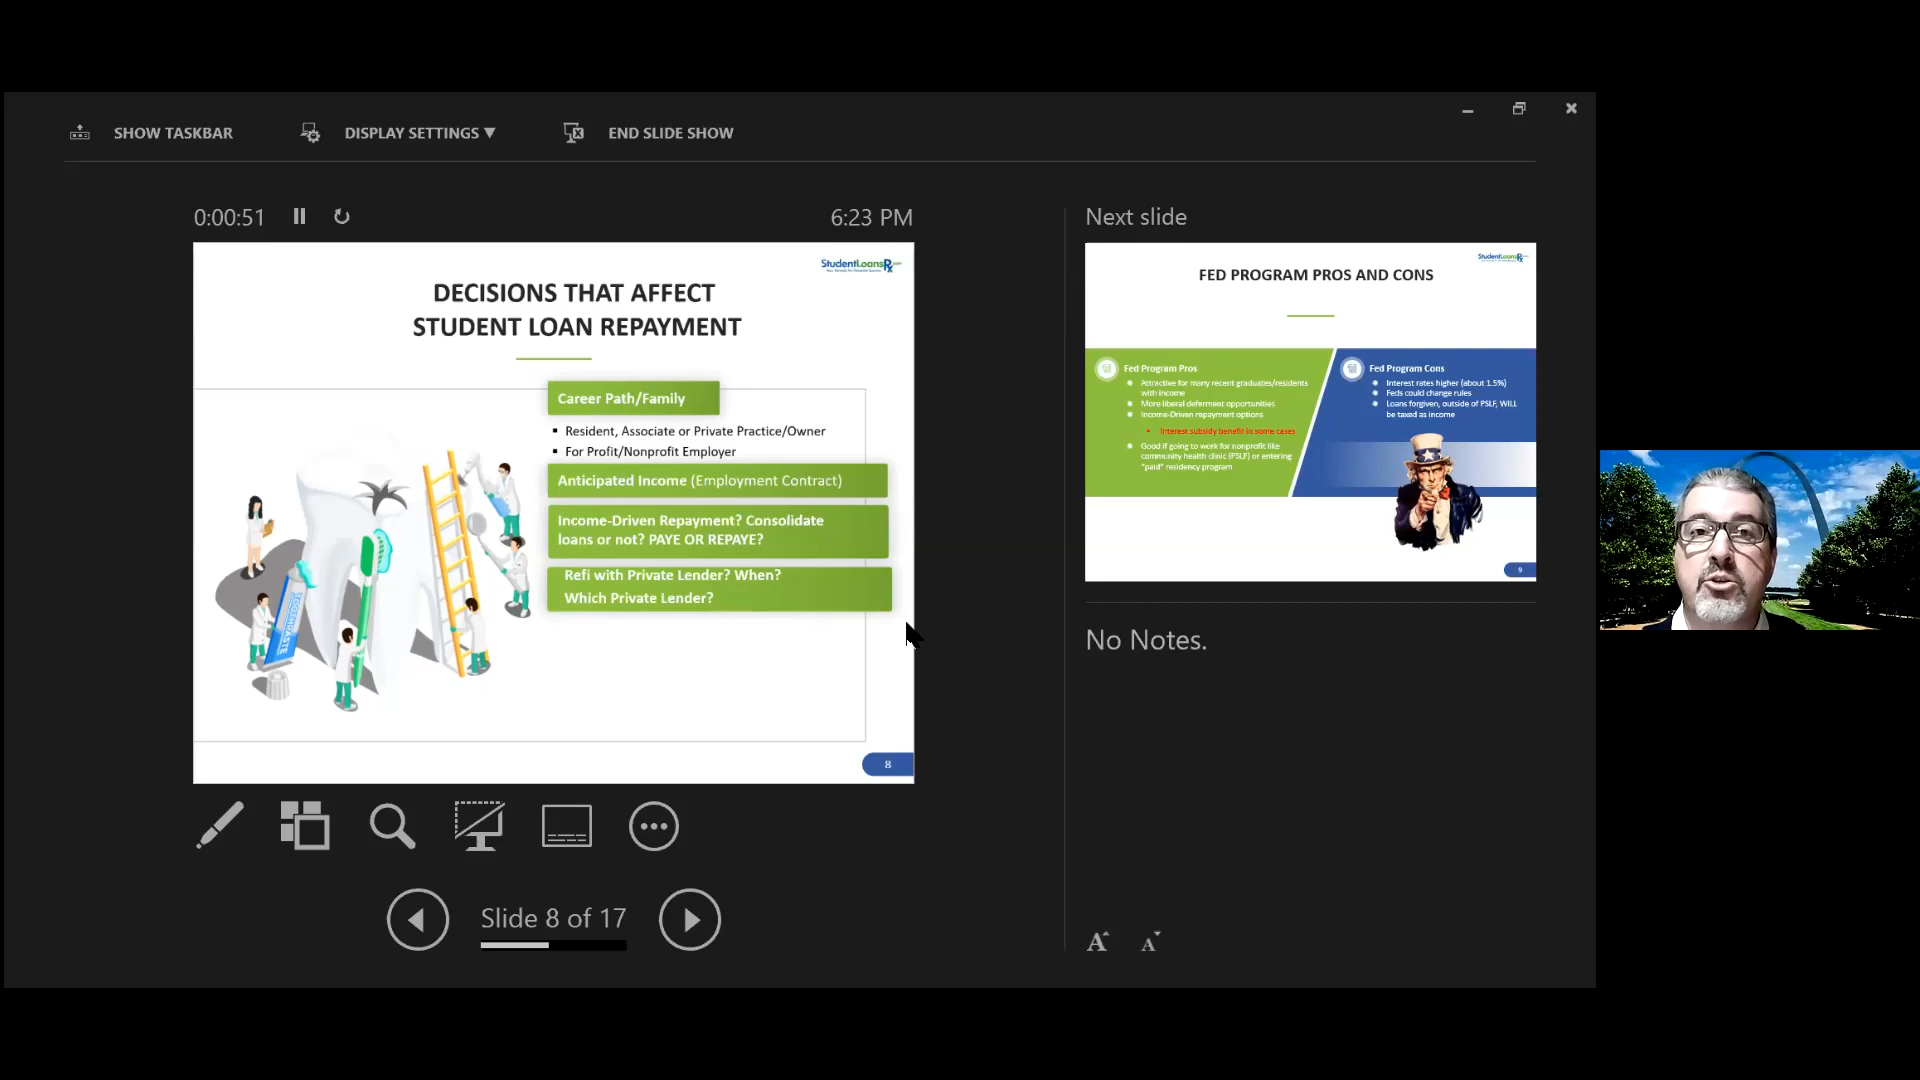 SHOW TASKBAR
DISPLAY SETTINGS ▼
END SLIDE SHOW
0:00:51
6:23 PM
StudentLoansRx.com
DECISIONS THAT AFFECT
STUDENT LOAN REPAYMENT
Career Path/Family
▪ Resident, Associate or Private Practice/Owner
▪ For Profit/Nonprofit Employer
Anticipated Income (Employment Contract)
Income-Driven Repayment? Consolidate
loans or not? PAYE OR REPAYE?
Refi with Private Lender? When?
Which Private Lender?
TOOTHPASTE
8
Slide 8 of 17
Next slide
StudentLoansRx
FED PROGRAM PROS AND CONS
Fed Program Pros
Attractive for many recent graduates/residents
with income
More liberal deferment opportunities
Income-Driven repayment options
• Interest subsidy benefit in some cases
Good if going to work for nonprofit like
community health clinic (PSLF) or entering
"paid" residency program
Fed Program Cons
Interest rates higher (about 1.5%)
Feds could change rules
Loans forgiven, outside of PSLF, WILL
be taxed as income
9
No Notes.
A A